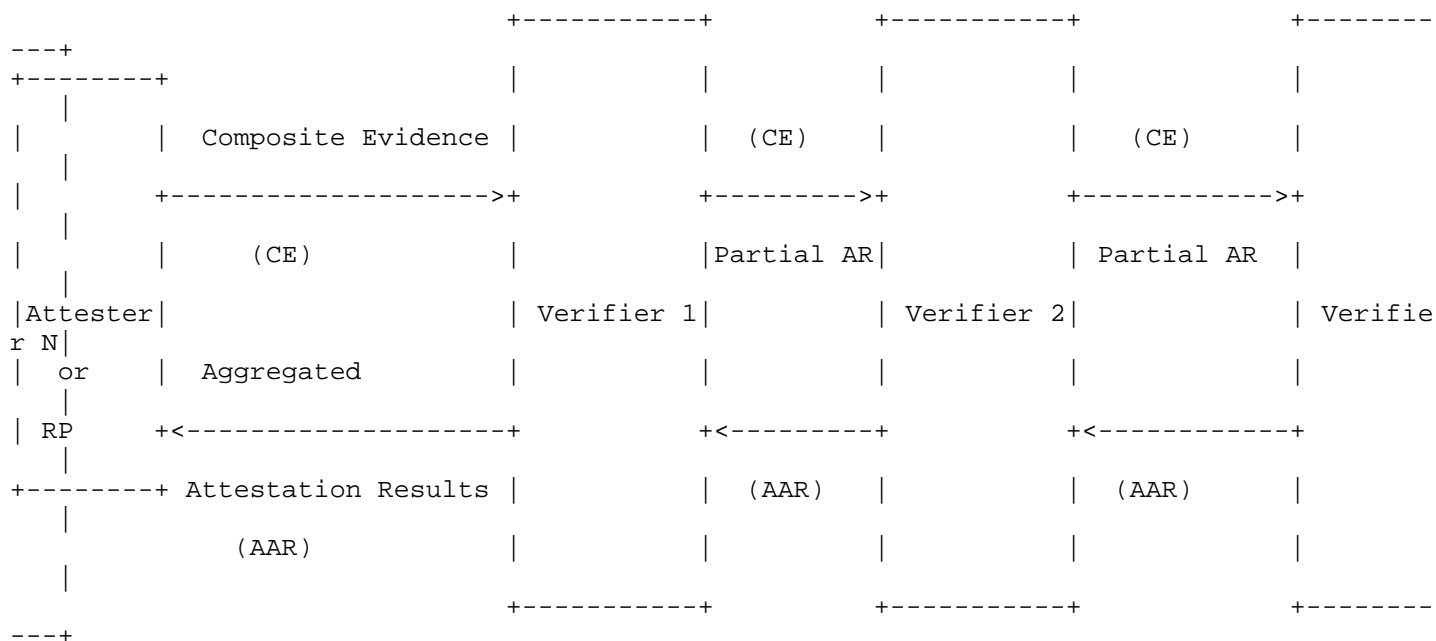 +-----------+          +-----------+             +--------
---+
+--------+                     |           |          |           |             |
   |
|        |  Composite Evidence |           |  (CE)    |           |   (CE)      |
   |
|        +-------------------->+           +--------->+           +------------>+
   |
|        |     (CE)            |           |Partial AR|           | Partial AR  |
   |
|Attester|                     | Verifier 1|          | Verifier 2|             | Verifie
r N|
|  or    |  Aggregated         |           |          |           |             |
   |
| RP     +<--------------------+           +<---------+           +<------------+
   |
+--------+ Attestation Results |           |  (AAR)   |           |  (AAR)      |
   |
              (AAR)            |           |          |           |             |
   |
                               +-----------+          +-----------+             +--------
---+